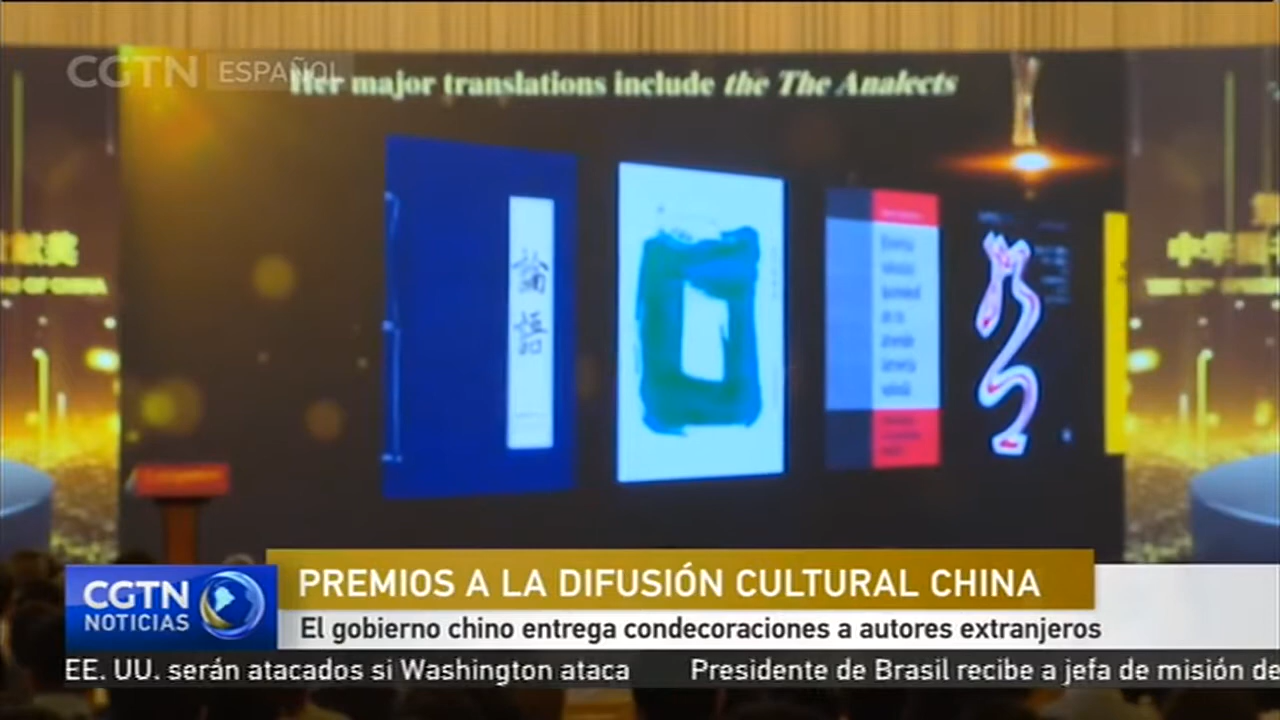 CGTN ESPAÑOL
Her major translations include the The Analects
論語
CGTN
NOTICIAS
PREMIOS A LA DIFUSIÓN CULTURAL CHINA
El gobierno chino entrega condecoraciones a autores extranjeros
EE. UU. serán atacados si Washington ataca
Presidente de Brasil recibe a jefa de misión de